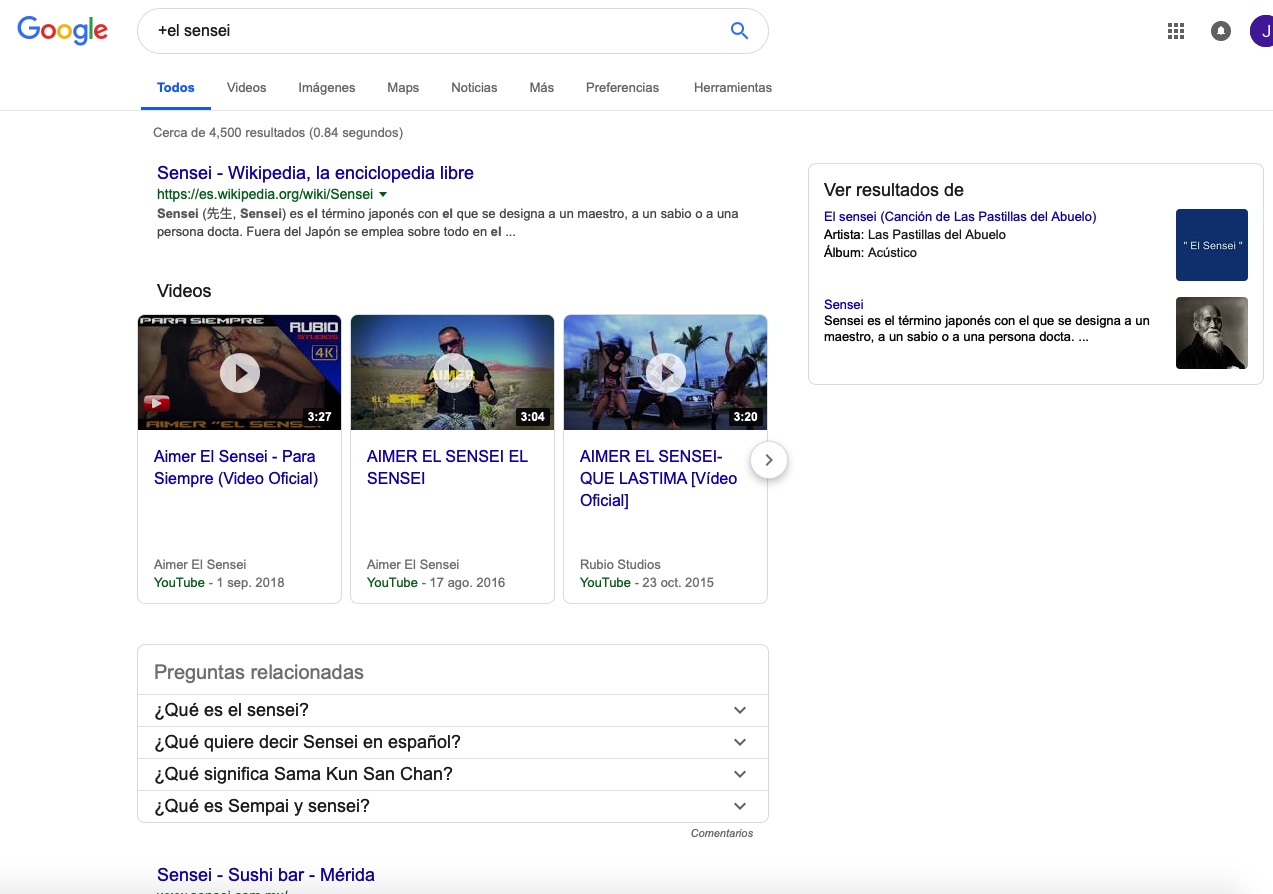 Google
+el sensei
J
Todos
Videos
Imágenes
Maps
Noticias
Más
Preferencias
Herramientas
Cerca de 4,500 resultados (0.84 segundos)
Sensei - Wikipedia, la enciclopedia libre
https://es.wikipedia.org/wiki/Sensei
Sensei (先生, Sensei) es el término japonés con el que se designa a un maestro, a un sabio o a una
persona docta. Fuera del Japón se emplea sobre todo en el ...
Videos
PARA SIEMPRE
RUBIO
STUDIOS
4K
AIMER "EL SENSEI
3:27
Aimer El Sensei - Para
Siempre (Video Oficial)
Aimer El Sensei
YouTube - 1 sep. 2018
AIMER
3:04
AIMER EL SENSEI EL
SENSEI
Aimer El Sensei
YouTube - 17 ago. 2016
3:20
AIMER EL SENSEI-
QUE LASTIMA [Vídeo
Oficial]
Rubio Studios
YouTube - 23 oct. 2015
Preguntas relacionadas
¿Qué es el sensei?
¿Qué quiere decir Sensei en español?
¿Qué significa Sama Kun San Chan?
¿Qué es Sempai y sensei?
Comentarios
Sensei - Sushi bar - Mérida
Ver resultados de
El sensei (Canción de Las Pastillas del Abuelo)
Artista: Las Pastillas del Abuelo
Álbum: Acústico
" El Sensei "
Sensei
Sensei es el término japonés con el que se designa a un
maestro, a un sabio o a una persona docta. ...